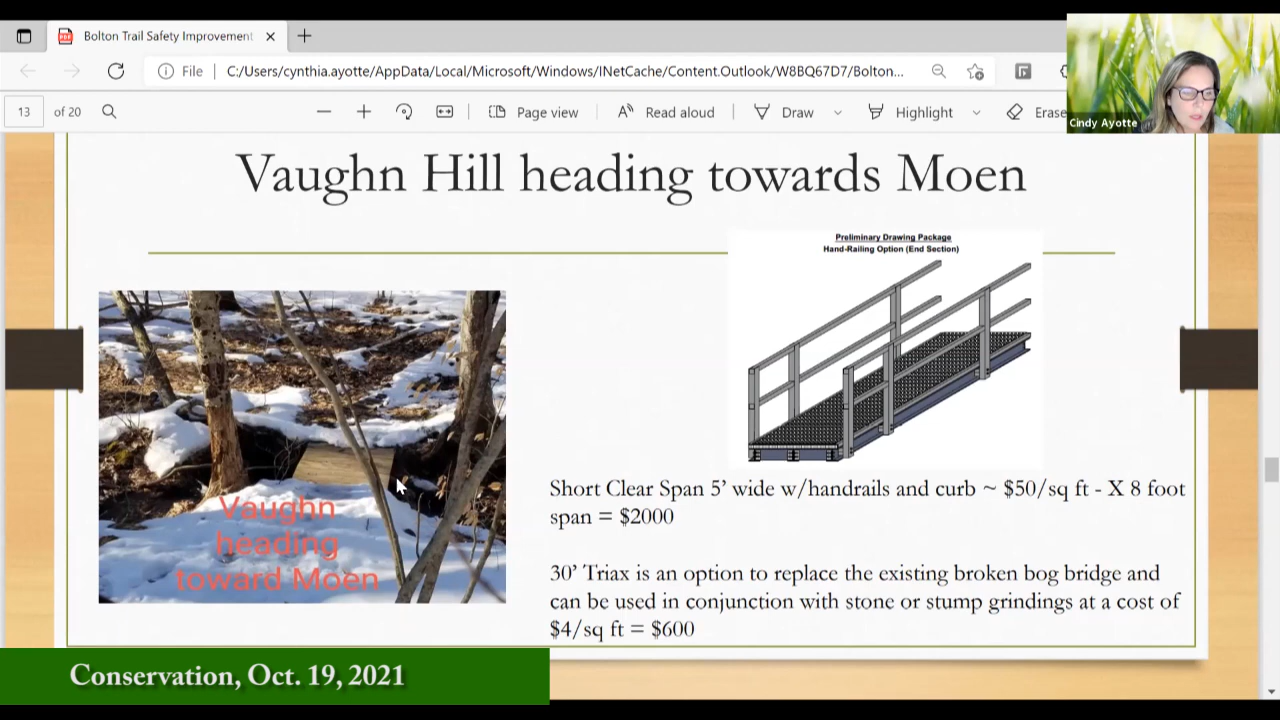 Bolton Trail Safety Improvement
File
C:/Users/cynthia.ayotte/AppData/Local/Microsoft/Windows/INetCache/Content.Outlook/W8BQ67D7/Bolton...
13 of 20
Page view
Read aloud
Draw
Highlight
Erase
Cindy Ayotte
Vaughn Hill heading towards Moen
Preliminary Drawing Package
Hand-Railing Option (End Section)
Vaughn
heading
toward Moen
Short Clear Span 5' wide w/handrails and curb ~ $50/sq ft - X 8 foot
span = $2000
30' Triax is an option to replace the existing broken bog bridge and
can be used in conjunction with stone or stump grindings at a cost of
$4/sq ft = $600
Conservation, Oct. 19, 2021